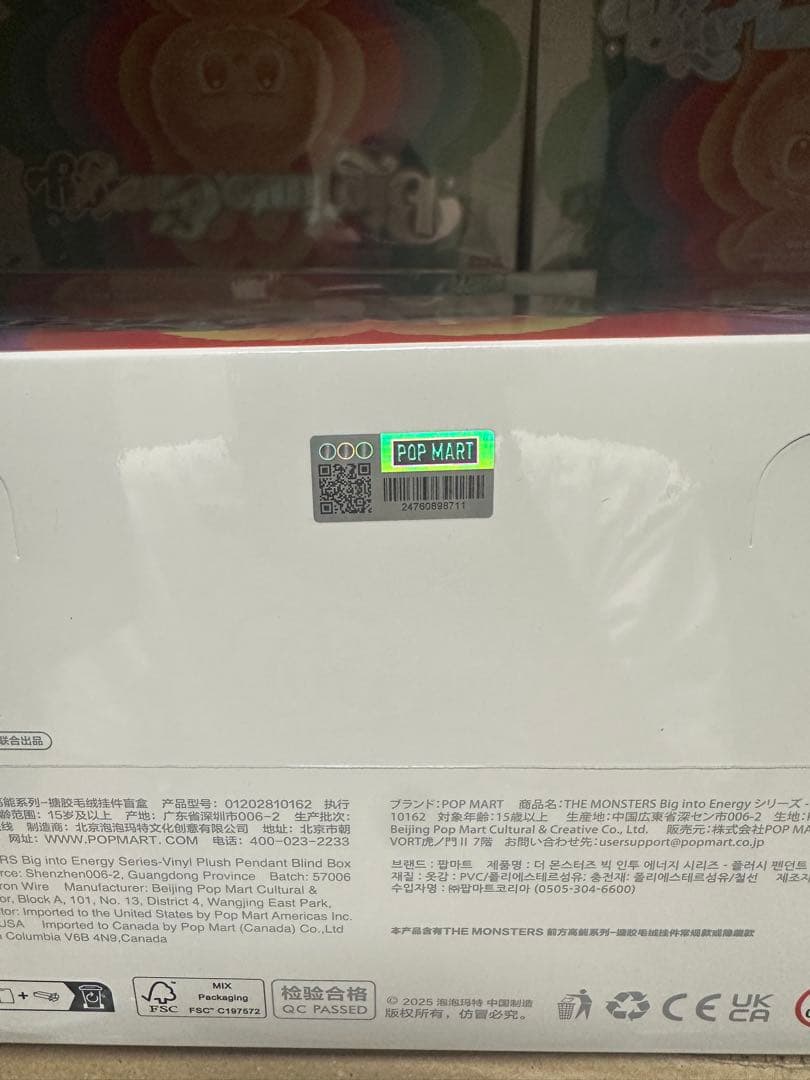 Big into Energy
POP MART
24760898711
联合出品
高能系列-搪胶毛绒挂件盲盒 产品型号：01202810162 执行
龄范围：15岁及以上 产地：广东省深圳市006-2 生产批次：
线 制造商：北京泡泡玛特文化创意有限公司 地址：北京市朝
网址：WWW.POPMART.COM 电话：400-023-2233
RS Big into Energy Series-Vinyl Plush Pendant Blind Box
rce: Shenzhen006-2, Guangdong Province Batch: 57006
ron Wire Manufacturer: Beijing Pop Mart Cultural &
or, Block A, 101, No. 13, District 4, Wangjing East Park,
tor: Imported to the United States by Pop Mart Americas Inc.
USA Imported to Canada by Pop Mart (Canada) Co.,Ltd
h Columbia V6B 4N9,Canada
ブランド：POP MART 商品名：THE MONSTERS Big into Energy シリーズ -
10162 対象年齢：15歳以上 生産地：中国広東省深セン市006-2 生地：
Beijing Pop Mart Cultural & Creative Co., Ltd. 販売元：株式会社POP MA
VORT虎ノ門 II 7階 お問い合わせ先：usersupport@popmart.co.jp
브랜드 : 팝마트 제품명 : 더 몬스터즈 빅 인투 에너지 시리즈 - 플러시 펜던트
재질 : 옷감 : PVC/폴리에스테르섬유; 충전재: 폴리에스테르섬유/철선 제조자
수입자명 : ㈜팝마트코리아 (0505-304-6600)
本产品含有THE MONSTERS 前方高能系列-搪胶毛绒挂件常规款或隐藏款
FSC
MIX
Packaging
FSC™ C197572
检验合格
QC PASSED
© 2025 泡泡玛特 中国制造
版权所有，仿冒必究。
CE
UK
CA